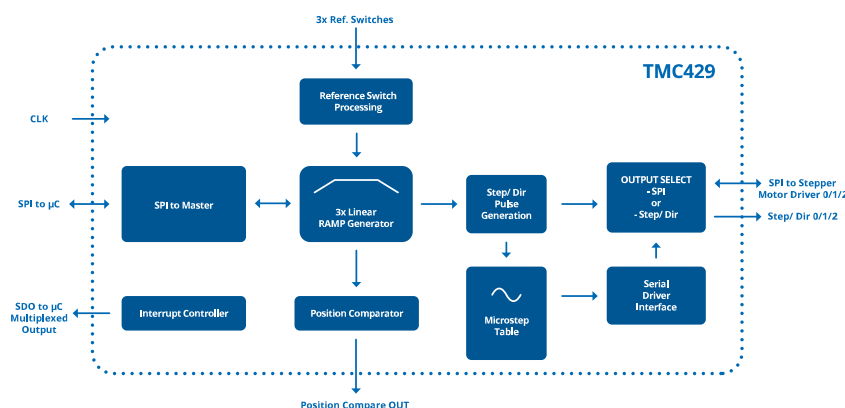 3x Ref. Switches
TMC429
Reference Switch
Processing
CLK
SPI to µC
SPI to Master
3x Linear
RAMP Generator
Step/ Dir
Pulse
Generation
OUTPUT SELECT
- SPI
or
- Step/ Dir
SPI to Stepper
Motor Driver 0/1/2
Step/ Dir 0/1/2
SDO to µC
Multiplexed
Output
Interrupt Controller
Position Comparator
Microstep
Table
Serial
Driver
Interface
Position Compare OUT